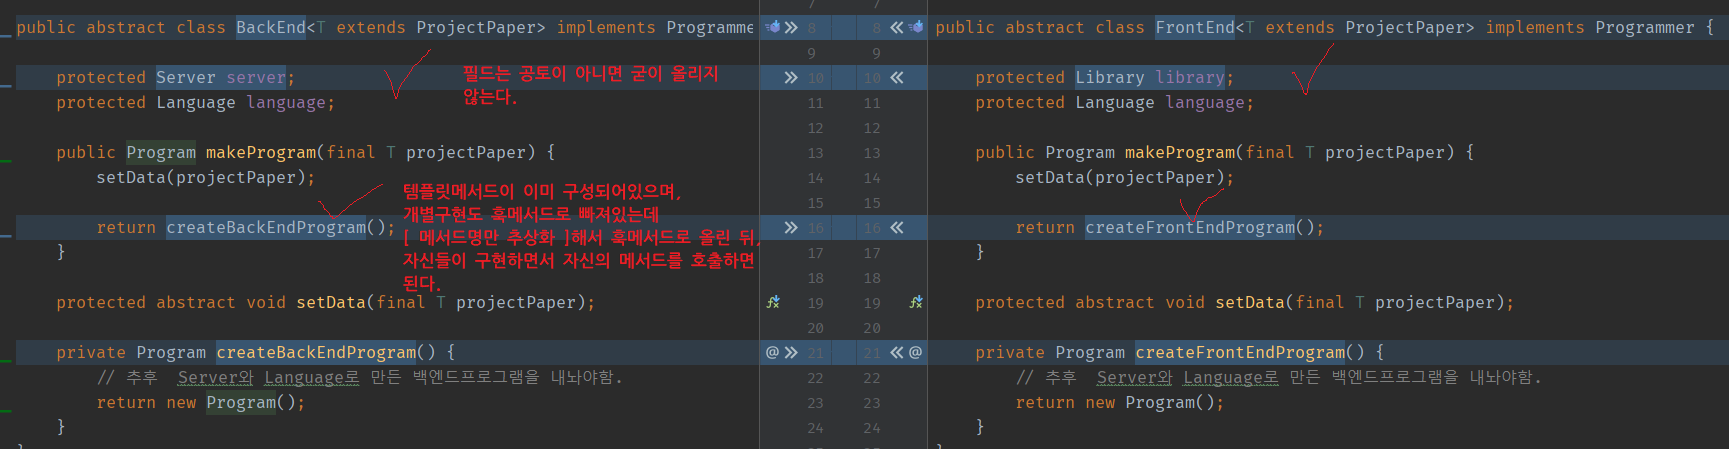 7 7
public abstract class BackEnd<T extends ProjectPaper> implements Programme 8 8 public abstract class FrontEnd<T extends ProjectPaper> implements Programmer {
9 9
protected Server server; 필드는 공토이 아니면 굳이 올리지 10 10 protected Library library;
protected Language language; 않는다. 11 11 protected Language language;
12 12
public Program makeProgram(final T projectPaper) { 13 13 public Program makeProgram(final T projectPaper) {
setData(projectPaper); 템플릿메서드이 이미 구성되어있으며, 14 14 setData(projectPaper);
개별구현도 훅메서드로 빠져있는데 15 15
return createBackEndProgram(); [ 메서드명만 추상화 ]해서 훅메서드로 올린 뒤, 16 16 return createFrontEndProgram();
} 자신들이 구현하면서 자신의 메서드를 호출하면 17 17 }
된다. 18 18
protected abstract void setData(final T projectPaper); 19 19 protected abstract void setData(final T projectPaper);
20 20
private Program createBackEndProgram() { @ 21 21 @ private Program createFrontEndProgram() {
// 추후 Server와 Language로 만든 백엔드프로그램을 내놔야함. 22 22 // 추후 Server와 Language로 만든 백엔드프로그램을 내놔야함.
return new Program(); 23 23 return new Program();
} 24 24 }